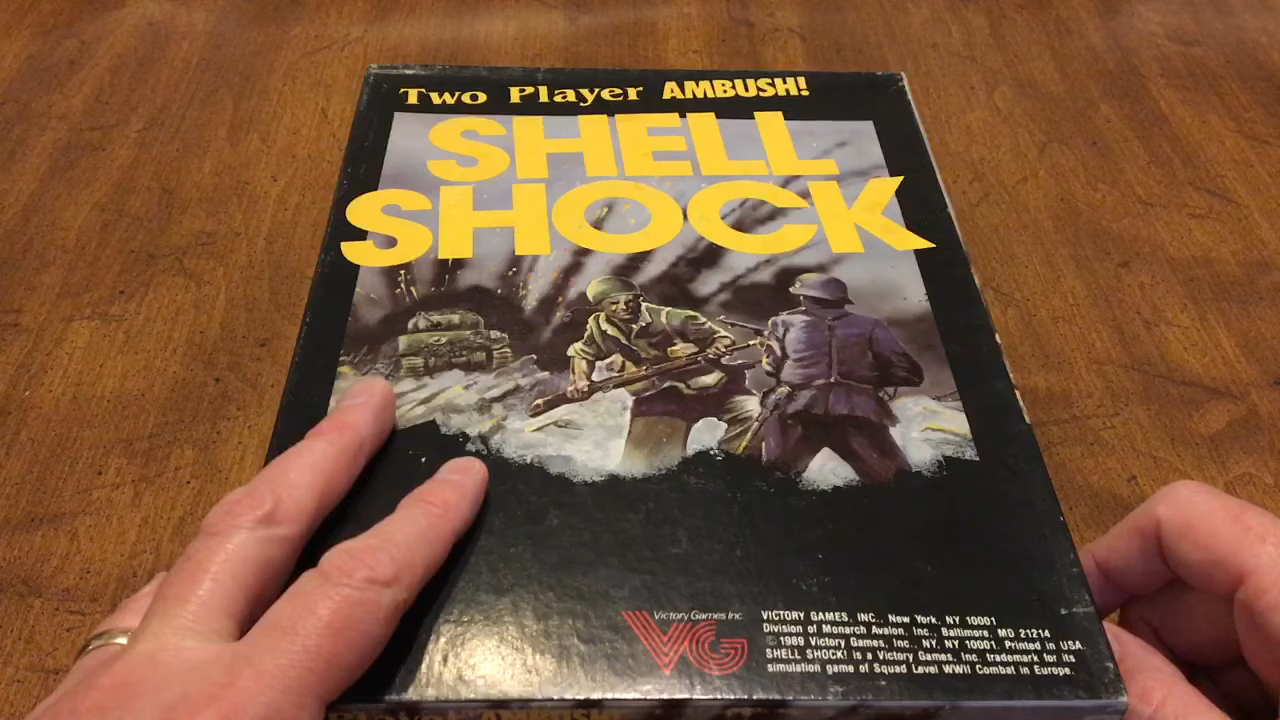 Two Player AMBUSH!
SHELL
SHOCK
Victory Games Inc
VG
VICTORY GAMES, INC., New York, NY 10001
Division of Monarch Avalon, Inc., Baltimore, MD 21214
© 1989 Victory Games, Inc., NY, NY 10001. Printed in USA.
SHELL SHOCK! is a Victory Games, Inc. trademark for its
simulation game of Squad Level WWII Combat in Europe.